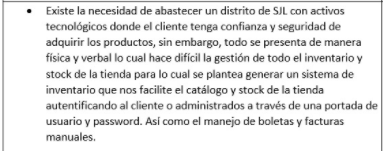 • Existe la necesidad de abastecer un distrito de SJL con activos
tecnológicos donde el cliente tenga confianza y seguridad de
adquirir los productos, sin embargo, todo se presenta de manera
física y verbal lo cual hace difícil la gestión de todo el inventario y
stock de la tienda para lo cual se plantea generar un sistema de
inventario que nos facilite el catálogo y stock de la tienda
autentificando al cliente o administrados a través de una portada de
usuario y password. Así como el manejo de boletas y facturas
manuales.